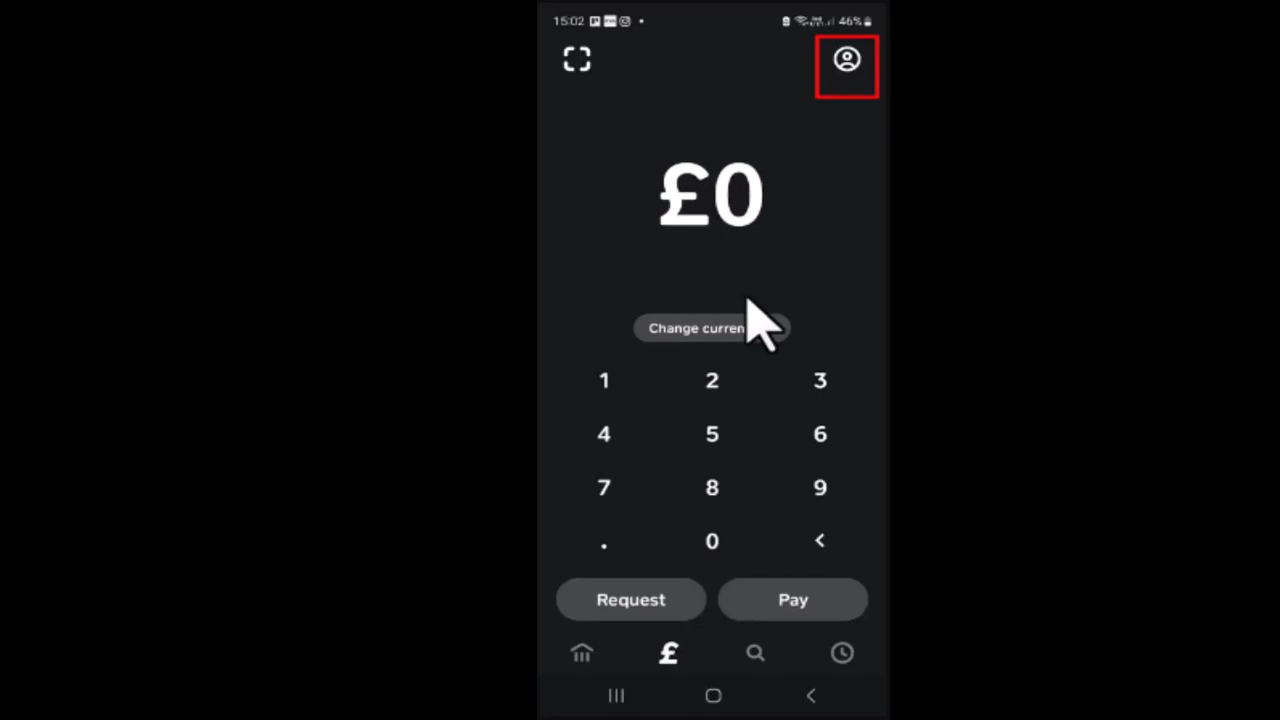 15:02 46%
£0
Change curren
1 2 3
4 5 6
7 8 9
. 0 <
Request Pay
£